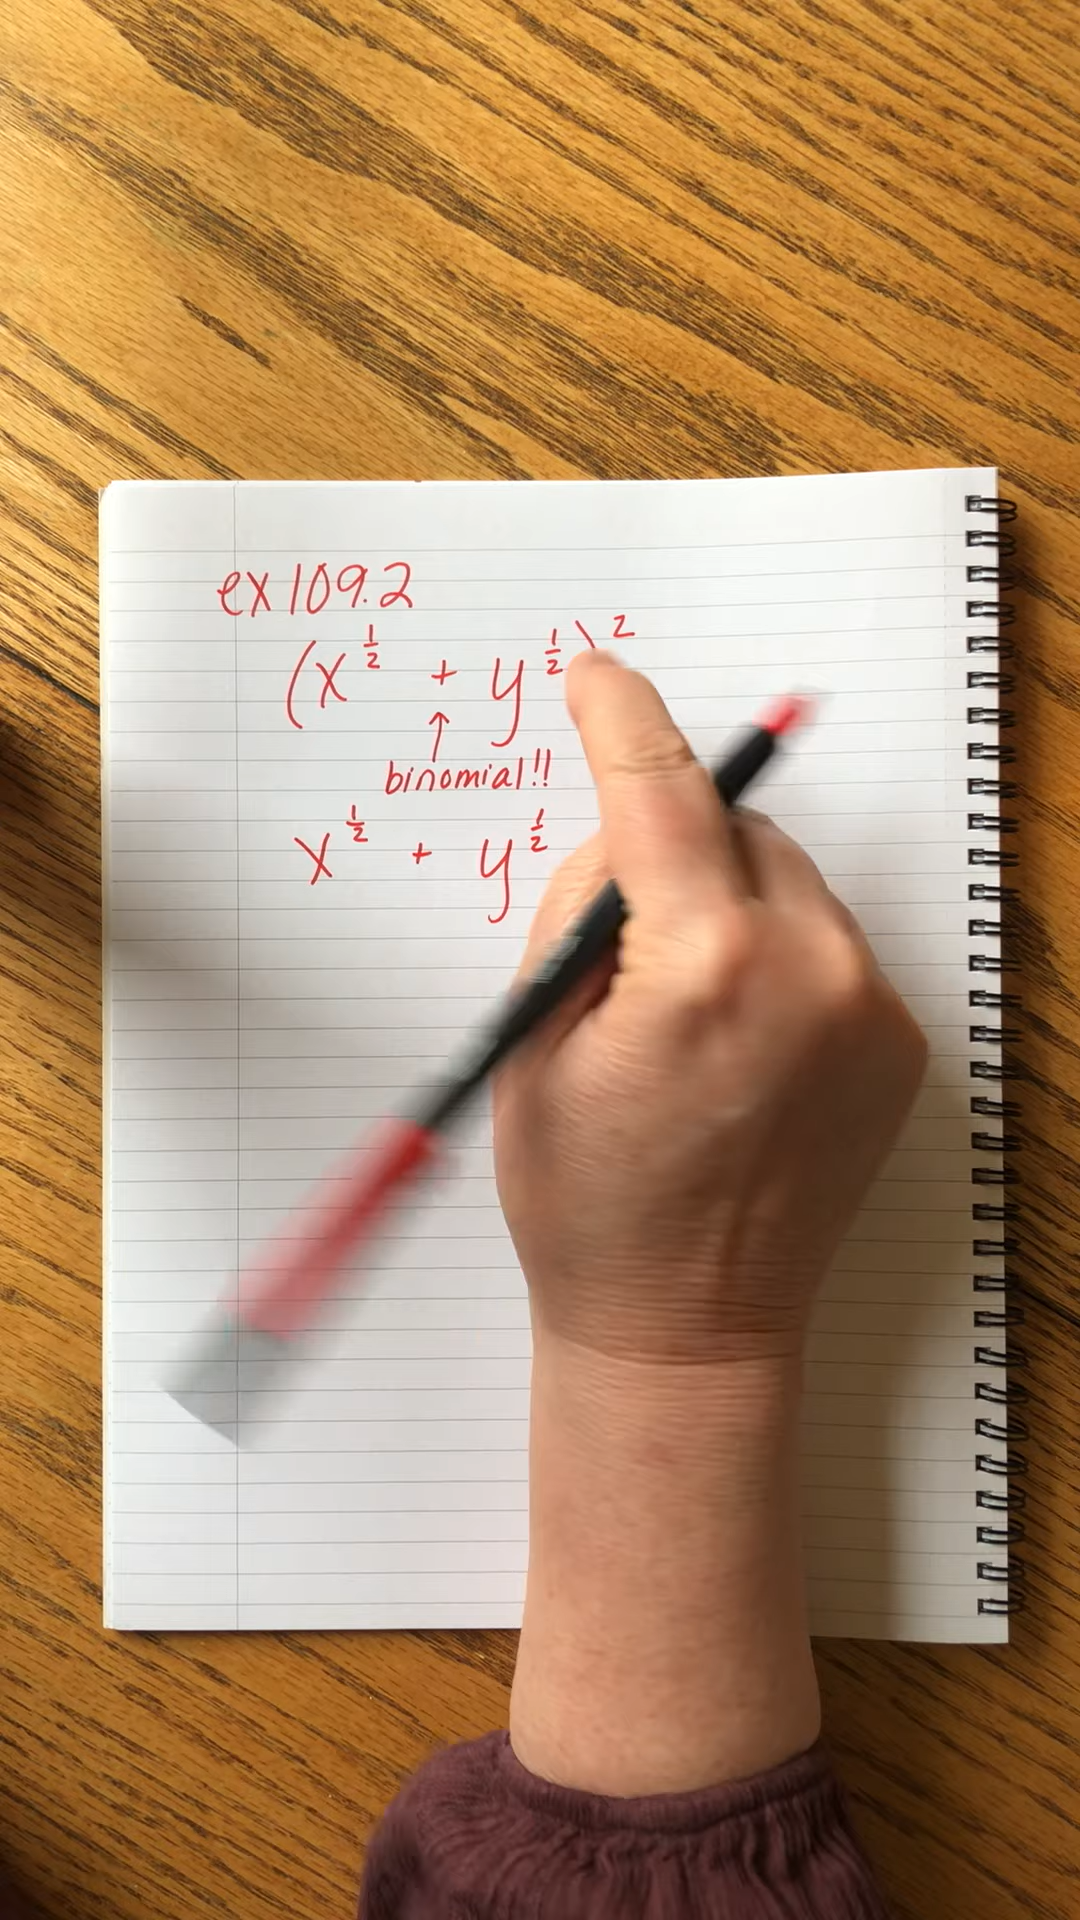 ex 109.2
(x^½ + y^½)²
↑
binomial!!
x^½ + y^½